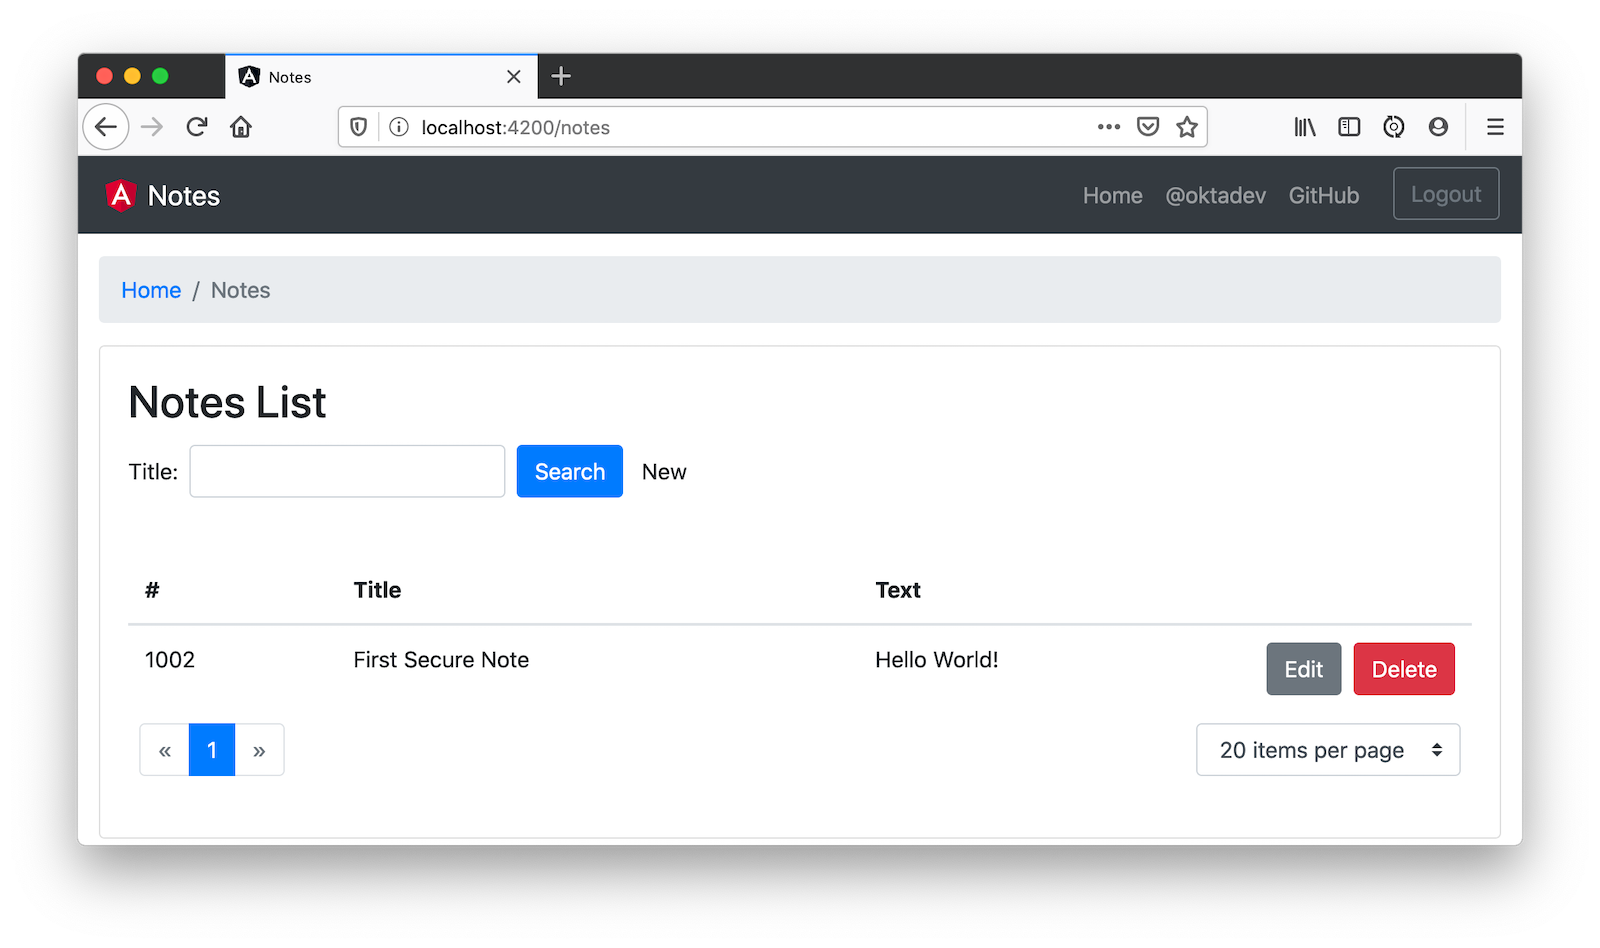 Notes
localhost:4200/notes
Notes Home @oktadev GitHub Logout
Home / Notes
Notes List
Title: Search New
# Title Text
1002 First Secure Note Hello World! Edit Delete
« 1 » 20 items per page